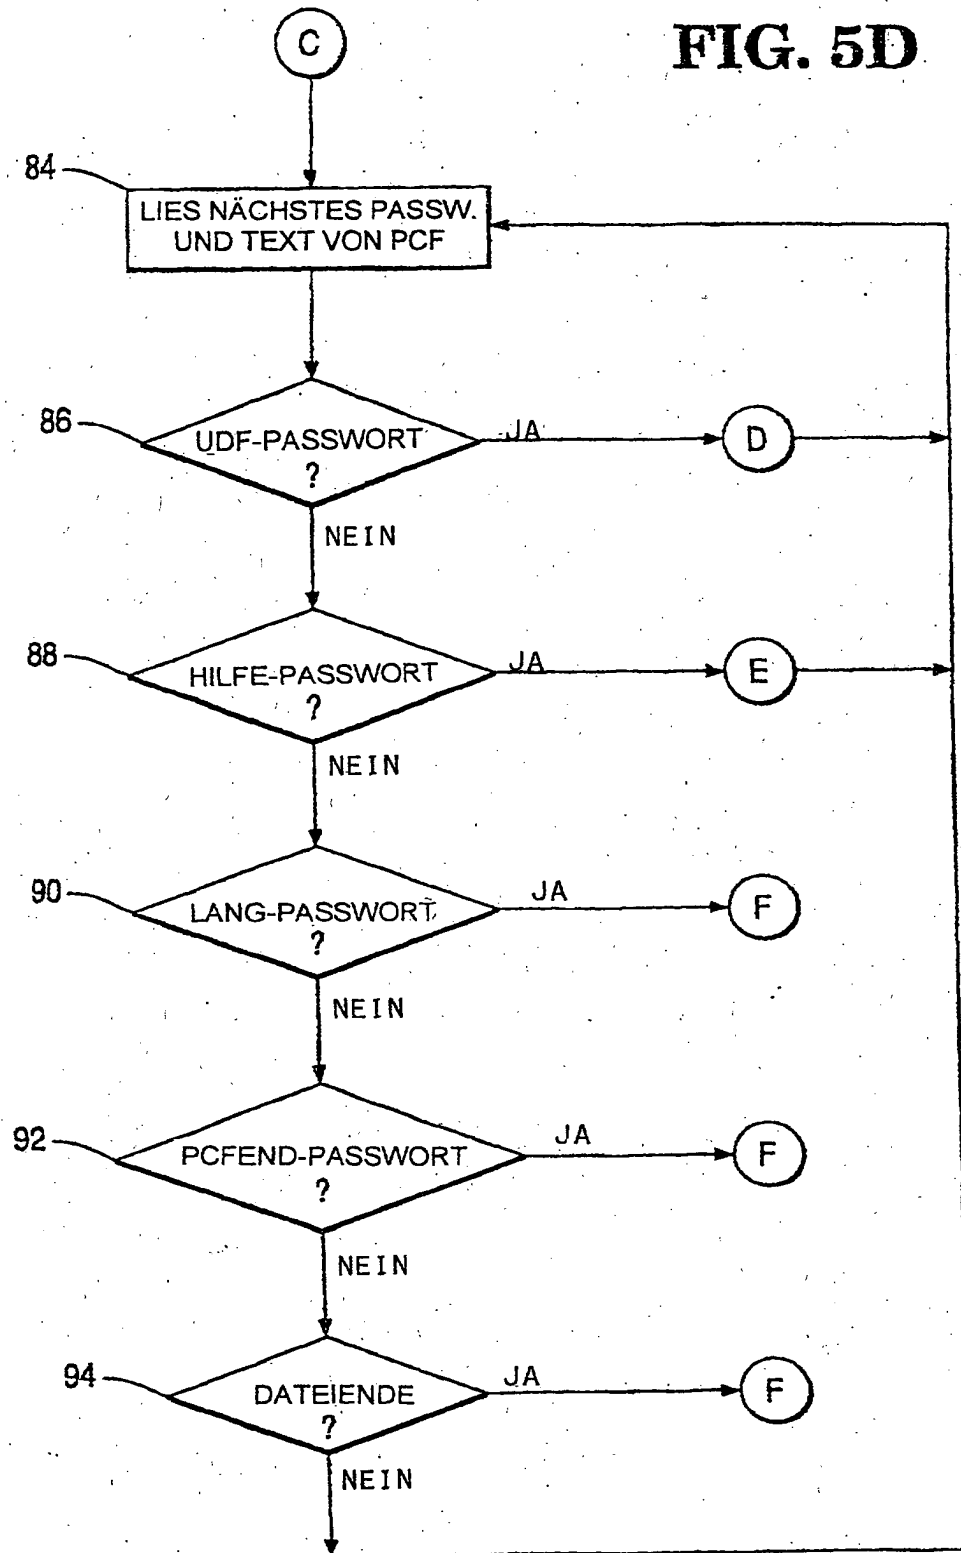 C
FIG. 5D
84
LIES NÄCHSTES PASSW.
UND TEXT VON PCF
86
UDF-PASSWORT
?
JA
D
NEIN
88
HILFE-PASSWORT
?
JA
E
NEIN
90
LANG-PASSWORT
?
JA
F
NEIN
92
PCFEND-PASSWORT
?
JA
F
NEIN
94
DATEIENDE
?
JA
F
NEIN